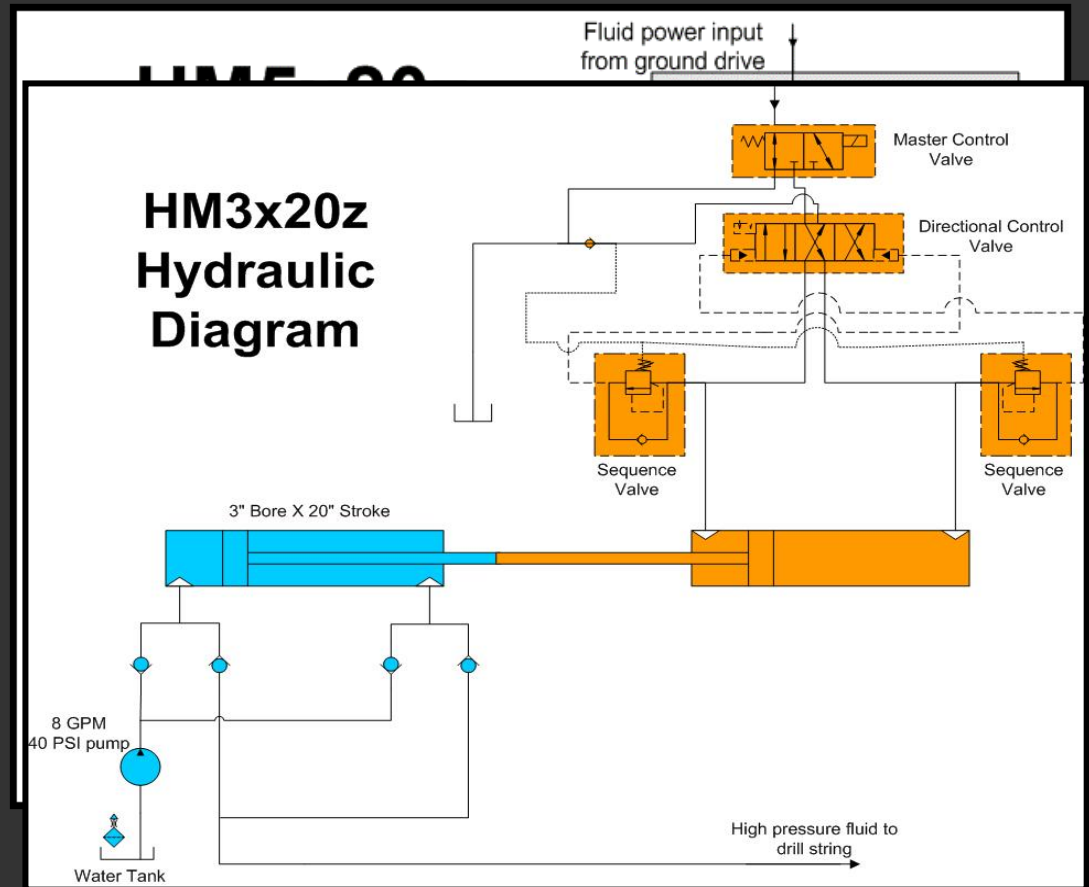 Fluid power input
from ground drive
HM3x20z
Hydraulic
Diagram
Master Control
Valve
Directional Control
Valve
Sequence
Valve
Sequence
Valve
3" Bore X 20" Stroke
8 GPM
40 PSI pump
Water Tank
High pressure fluid to
drill string